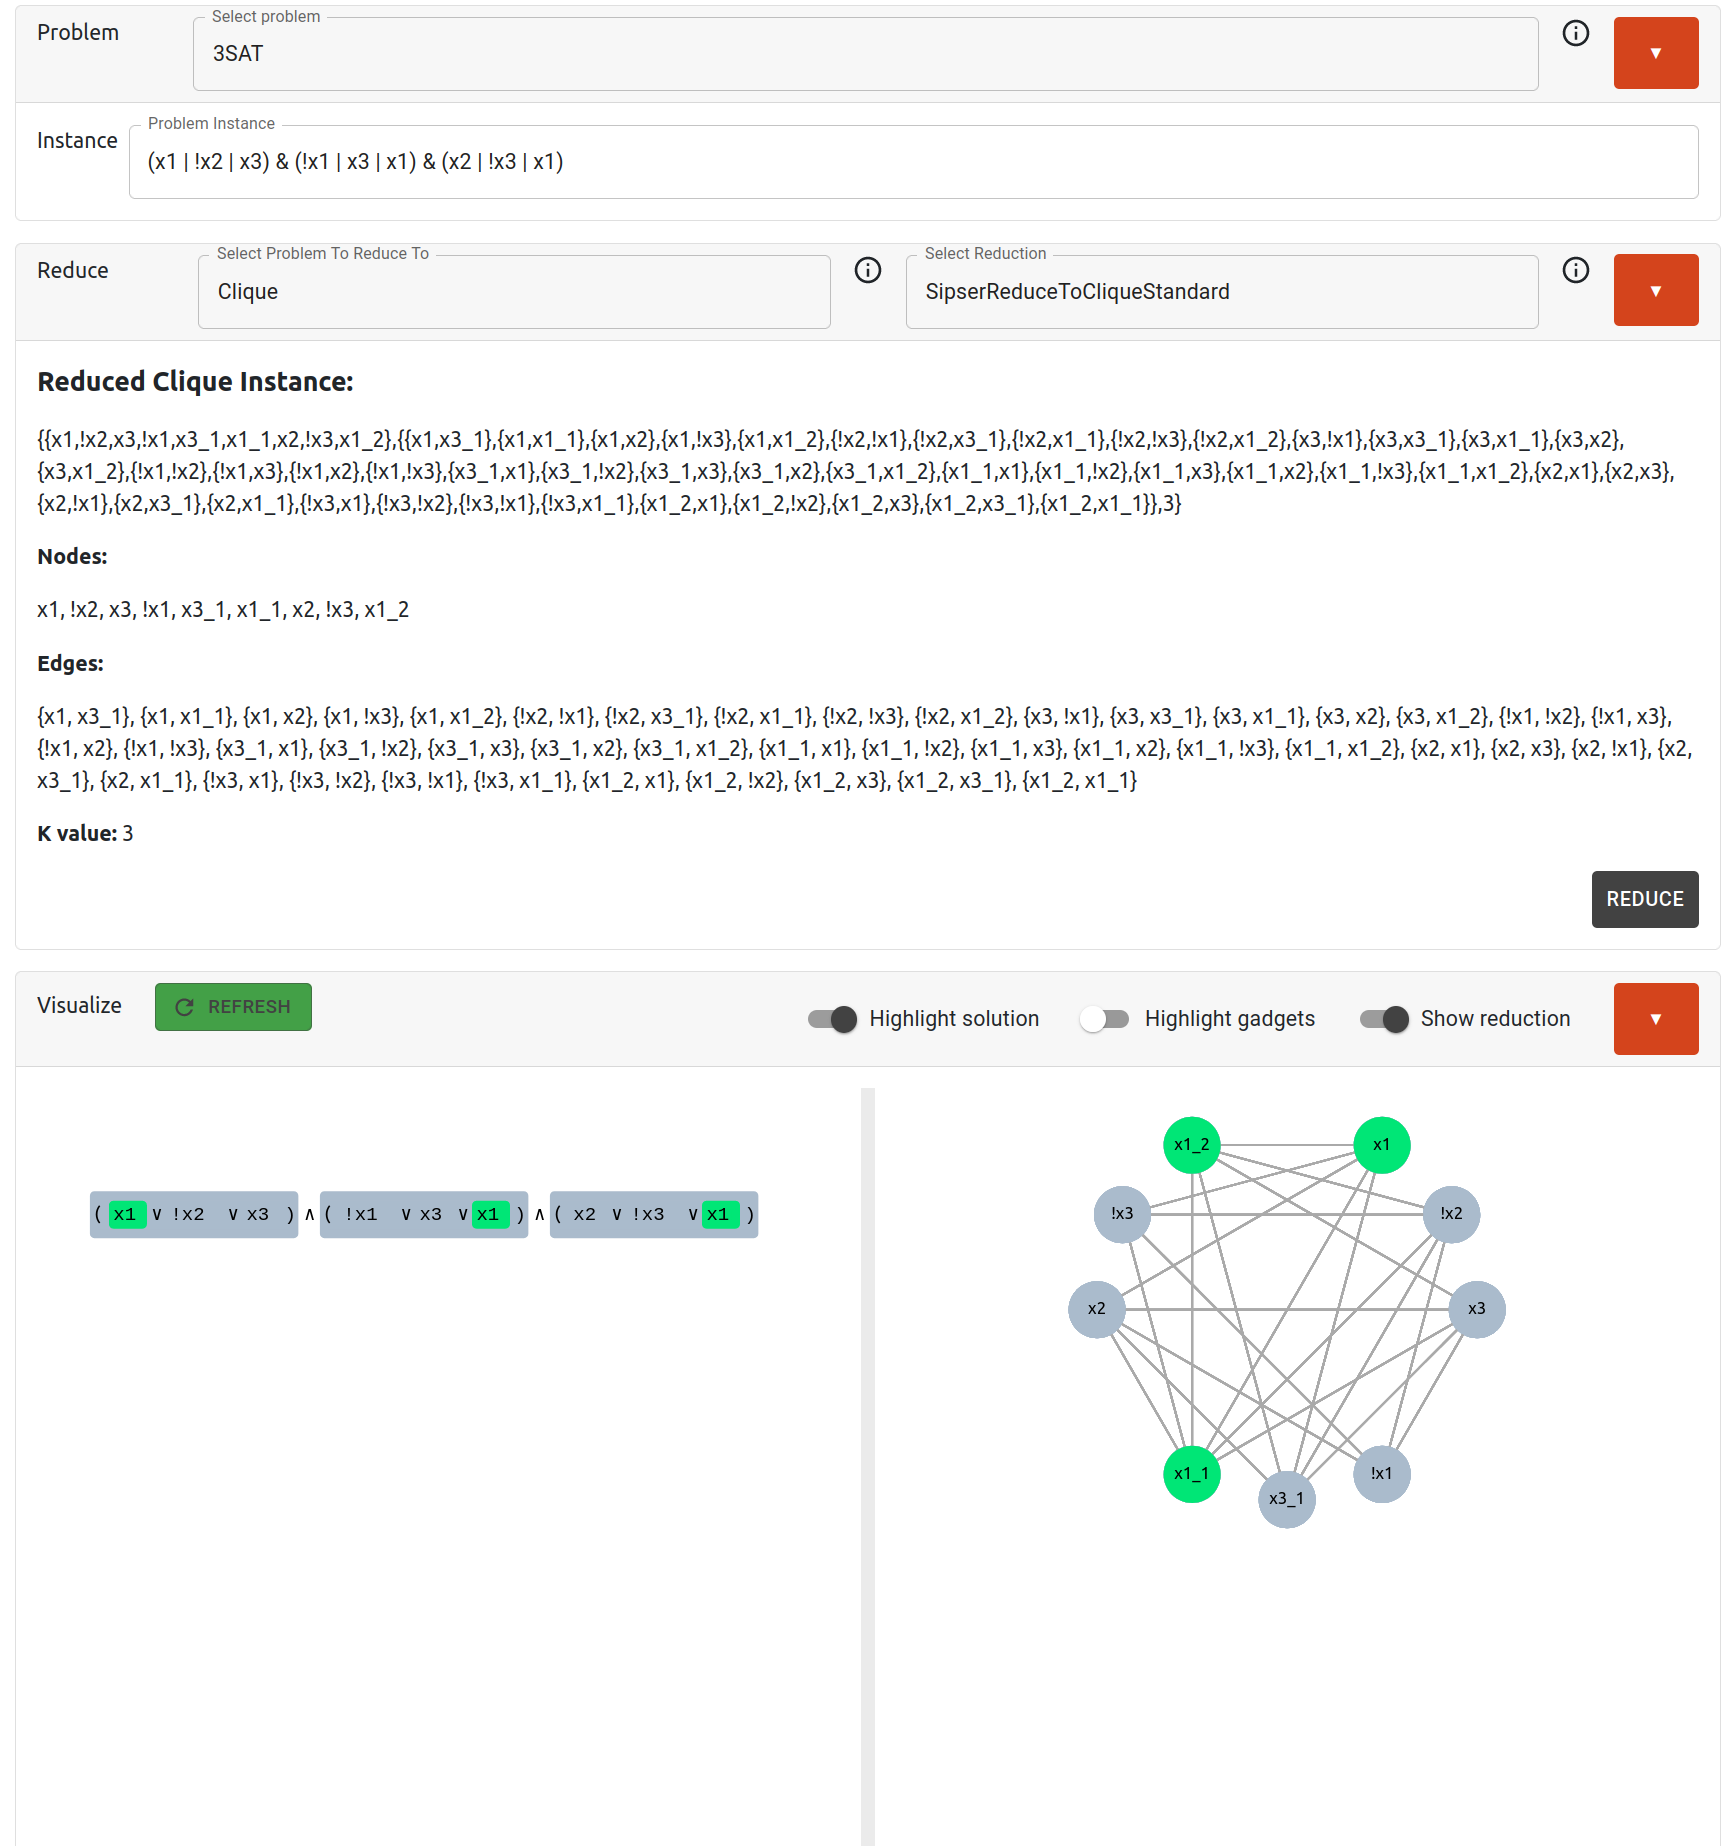 Select problem
Problem
3SAT
▼
Problem Instance
Instance
(x1 | !x2 | x3) & (!x1 | x3 | x1) & (x2 | !x3 | x1)
Select Problem To Reduce To
Select Reduction
Reduce
Clique
SipserReduceToCliqueStandard
▼
Reduced Clique Instance:
{{x1,!x2,x3,!x1,x3_1,x1_1,x2,!x3,x1_2},{{x1,x3_1},{x1,x1_1},{x1,x2},{x1,!x3},{x1,x1_2},{!x2,!x1},{!x2,x3_1},{!x2,x1_1},{!x2,!x3},{!x2,x1_2},{x3,!x1},{x3,x3_1},{x3,x1_1},{x3,x2},
{x3,x1_2},{!x1,!x2},{!x1,x3},{!x1,x2},{!x1,!x3},{x3_1,x1},{x3_1,!x2},{x3_1,x3},{x3_1,x2},{x3_1,x1_2},{x1_1,x1},{x1_1,!x2},{x1_1,x3},{x1_1,x2},{x1_1,!x3},{x1_1,x1_2},{x2,x1},{x2,x3},
{x2,!x1},{x2,x3_1},{x2,x1_1},{!x3,x1},{!x3,!x2},{!x3,!x1},{!x3,x1_1},{x1_2,x1},{x1_2,!x2},{x1_2,x3},{x1_2,x3_1},{x1_2,x1_1}},3}
Nodes:
x1, !x2, x3, !x1, x3_1, x1_1, x2, !x3, x1_2
Edges:
{x1, x3_1}, {x1, x1_1}, {x1, x2}, {x1, !x3}, {x1, x1_2}, {!x2, !x1}, {!x2, x3_1}, {!x2, x1_1}, {!x2, !x3}, {!x2, x1_2}, {x3, !x1}, {x3, x3_1}, {x3, x1_1}, {x3, x2}, {x3, x1_2}, {!x1, !x2}, {!x1, x3},
{!x1, x2}, {!x1, !x3}, {x3_1, x1}, {x3_1, !x2}, {x3_1, x3}, {x3_1, x2}, {x3_1, x1_2}, {x1_1, x1}, {x1_1, !x2}, {x1_1, x3}, {x1_1, x2}, {x1_1, !x3}, {x1_1, x1_2}, {x2, x1}, {x2, x3}, {x2, !x1}, {x2,
x3_1}, {x2, x1_1}, {!x3, x1}, {!x3, !x2}, {!x3, !x1}, {!x3, x1_1}, {x1_2, x1}, {x1_2, !x2}, {x1_2, x3}, {x1_2, x3_1}, {x1_2, x1_1}
K value: 3
REDUCE
Visualize
REFRESH
Highlight solution
Highlight gadgets
Show reduction
▼
( x1 ∨ !x2 ∨ x3 ) ∧ ( !x1 ∨ x3 ∨ x1 ) ∧ ( x2 ∨ !x3 ∨ x1 )
x1_2
x1
!x3
!x2
x2
x3
x1_1
!x1
x3_1